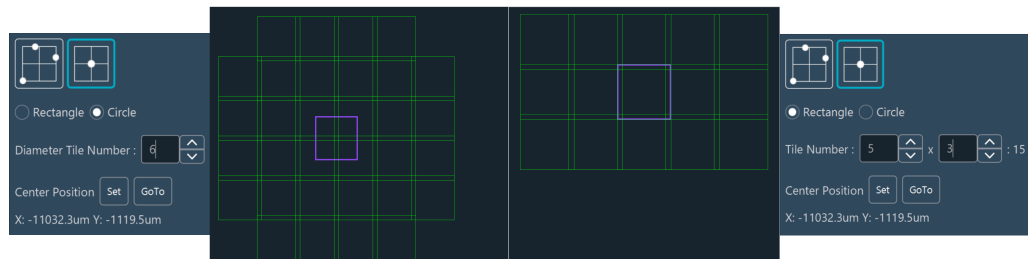 Rectangle Circle
Diameter Tile Number : 6
Center Position Set GoTo
X: -11032.3um Y: -1119.5um
Rectangle Circle
Tile Number : 5 x 3 : 15
Center Position Set GoTo
X: -11032.3um Y: -1119.5um